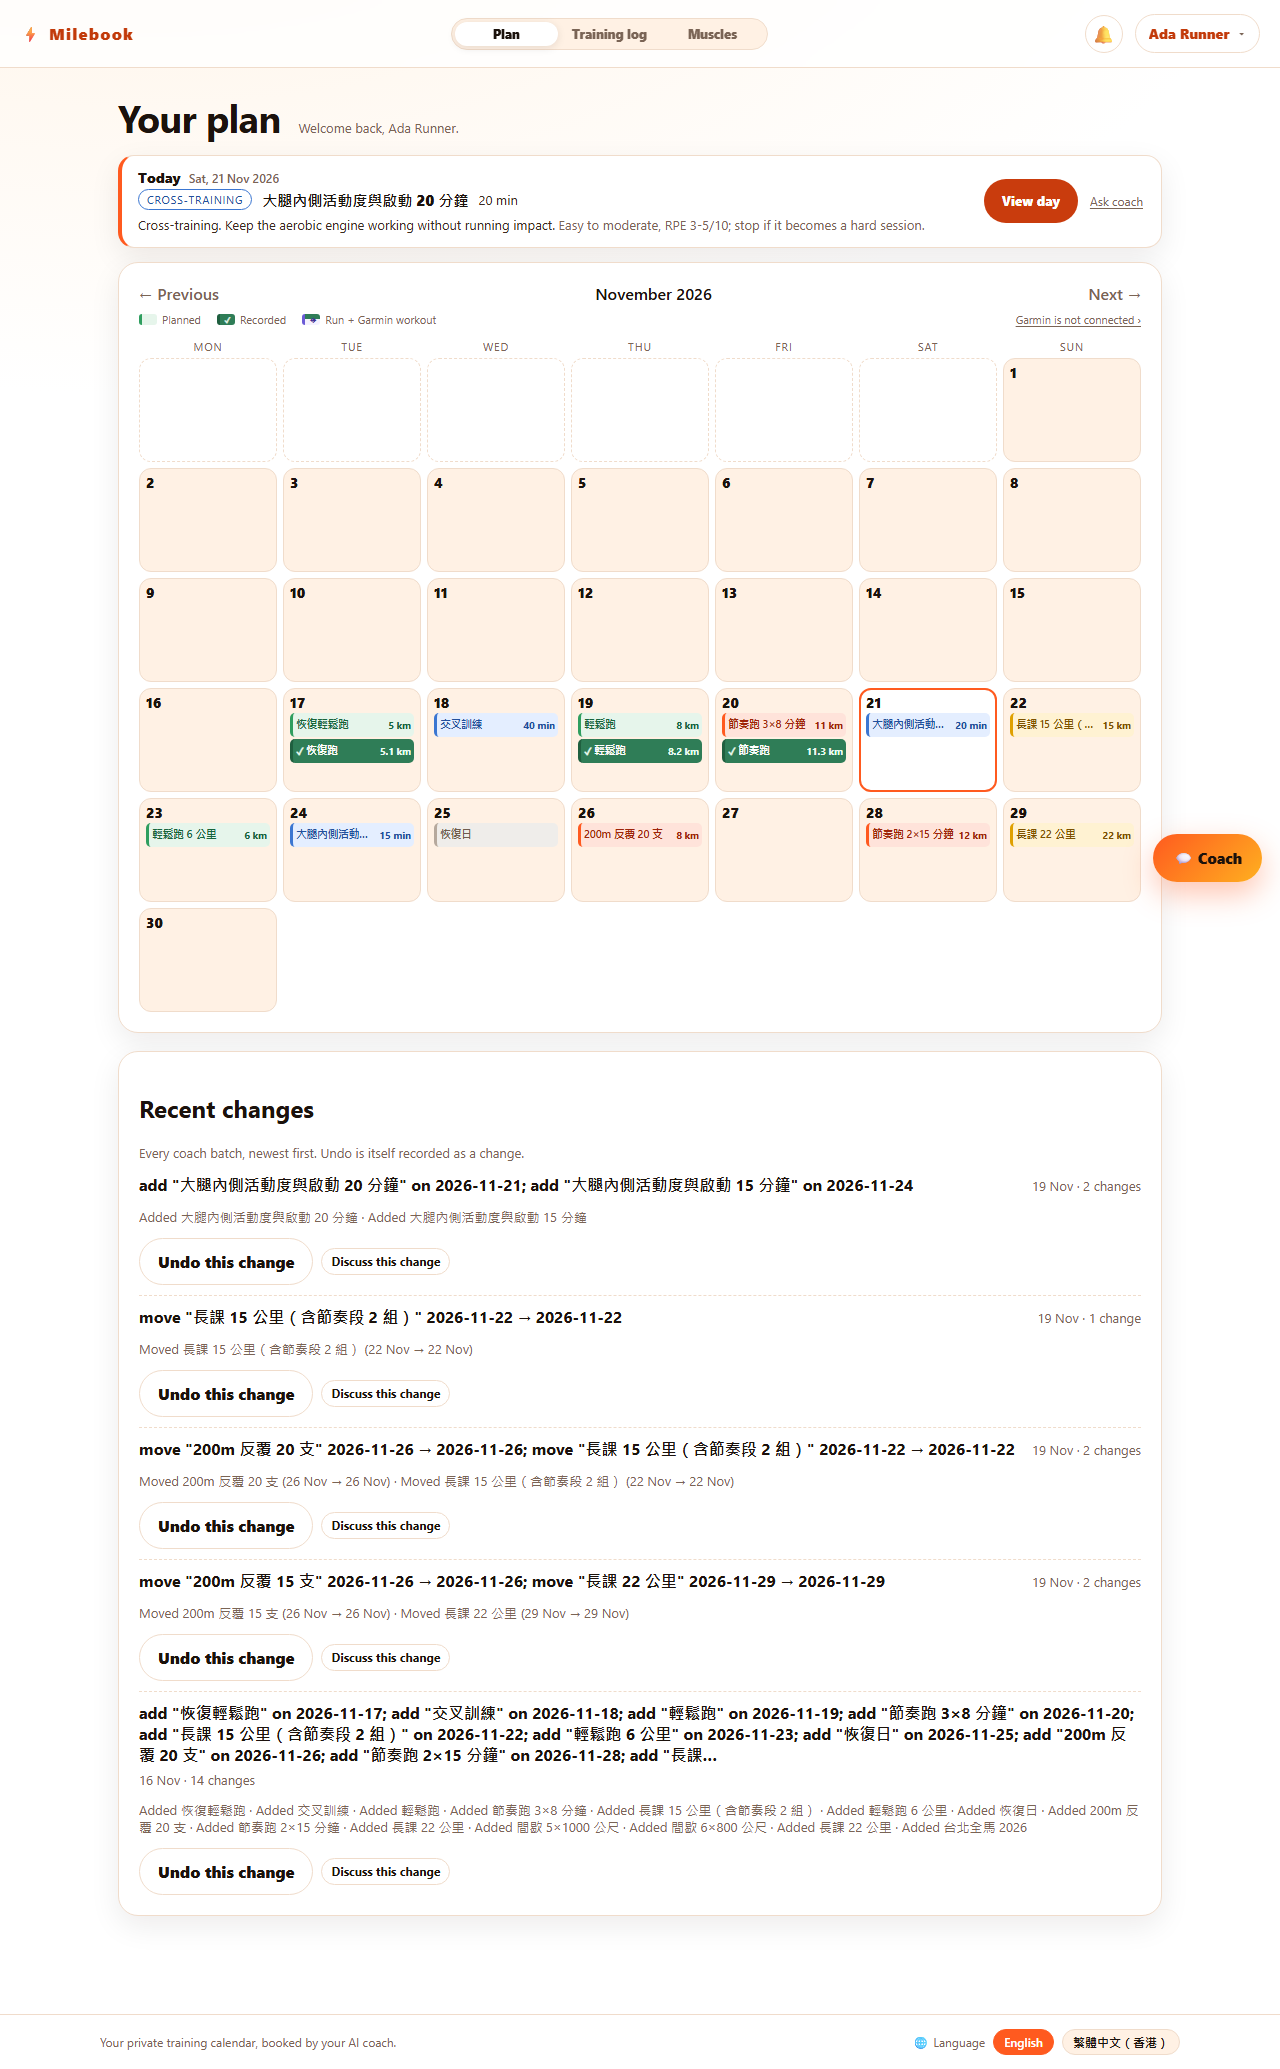 Milebook
Plan
Training log
Muscles
Ada Runner
Your plan
Welcome back, Ada Runner.
Today Sat, 21 Nov 2026
CROSS-TRAINING 大腿內側活動度與啟動 20 分鐘 20 min
Cross-training. Keep the aerobic engine working without running impact. Easy to moderate, RPE 3-5/10; stop if it becomes a hard session.
View day
Ask coach
← Previous
November 2026
Next →
Planned
✓ Recorded
Run + Garmin workout
Garmin is not connected ›
MON TUE WED THU FRI SAT SUN
1
2 3 4 5 6 7 8
9 10 11 12 13 14 15
16
17
恢復輕鬆跑 5 km
✓ 恢復跑 5.1 km
18
交叉訓練 40 min
19
輕鬆跑 8 km
✓ 輕鬆跑 8.2 km
20
節奏跑 3×8 分鐘 11 km
✓ 節奏跑 11.3 km
21
大腿內側活動... 20 min
22
長課 15 公里（... 15 km
23
輕鬆跑 6 公里 6 km
24
大腿內側活動... 15 min
25
恢復日
26
200m 反覆 20 支 8 km
27
28
節奏跑 2×15 分鐘 12 km
29
長課 22 公里 22 km
30
Coach
Recent changes
Every coach batch, newest first. Undo is itself recorded as a change.
add "大腿內側活動度與啟動 20 分鐘" on 2026-11-21; add "大腿內側活動度與啟動 15 分鐘" on 2026-11-24
19 Nov · 2 changes
Added 大腿內側活動度與啟動 20 分鐘 · Added 大腿內側活動度與啟動 15 分鐘
Undo this change
Discuss this change
move "長課 15 公里（含節奏段 2 組）" 2026-11-22 → 2026-11-22
19 Nov · 1 change
Moved 長課 15 公里（含節奏段 2 組） (22 Nov → 22 Nov)
Undo this change
Discuss this change
move "200m 反覆 20 支" 2026-11-26 → 2026-11-26; move "長課 15 公里（含節奏段 2 組）" 2026-11-22 → 2026-11-22
19 Nov · 2 changes
Moved 200m 反覆 20 支 (26 Nov → 26 Nov) · Moved 長課 15 公里（含節奏段 2 組） (22 Nov → 22 Nov)
Undo this change
Discuss this change
move "200m 反覆 15 支" 2026-11-26 → 2026-11-26; move "長課 22 公里" 2026-11-29 → 2026-11-29
19 Nov · 2 changes
Moved 200m 反覆 15 支 (26 Nov → 26 Nov) · Moved 長課 22 公里 (29 Nov → 29 Nov)
Undo this change
Discuss this change
add "恢復輕鬆跑" on 2026-11-17; add "交叉訓練" on 2026-11-18; add "輕鬆跑" on 2026-11-19; add "節奏跑 3×8 分鐘" on 2026-11-20;
add "長課 15 公里（含節奏段 2 組）" on 2026-11-22; add "輕鬆跑 6 公里" on 2026-11-23; add "恢復日" on 2026-11-25; add "200m 反
覆 20 支" on 2026-11-26; add "節奏跑 2×15 分鐘" on 2026-11-28; add "長課...
16 Nov · 14 changes
Added 恢復輕鬆跑 · Added 交叉訓練 · Added 輕鬆跑 · Added 節奏跑 3×8 分鐘 · Added 長課 15 公里（含節奏段 2 組） · Added 輕鬆跑 6 公里 · Added 恢復日 · Added 200m 反
覆 20 支 · Added 節奏跑 2×15 分鐘 · Added 長課 22 公里 · Added 間歇 5×1000 公尺 · Added 間歇 6×800 公尺 · Added 長課 22 公里 · Added 台北全馬 2026
Undo this change
Discuss this change
Your private training calendar, booked by your AI coach.
Language
English
繁體中文（香港）